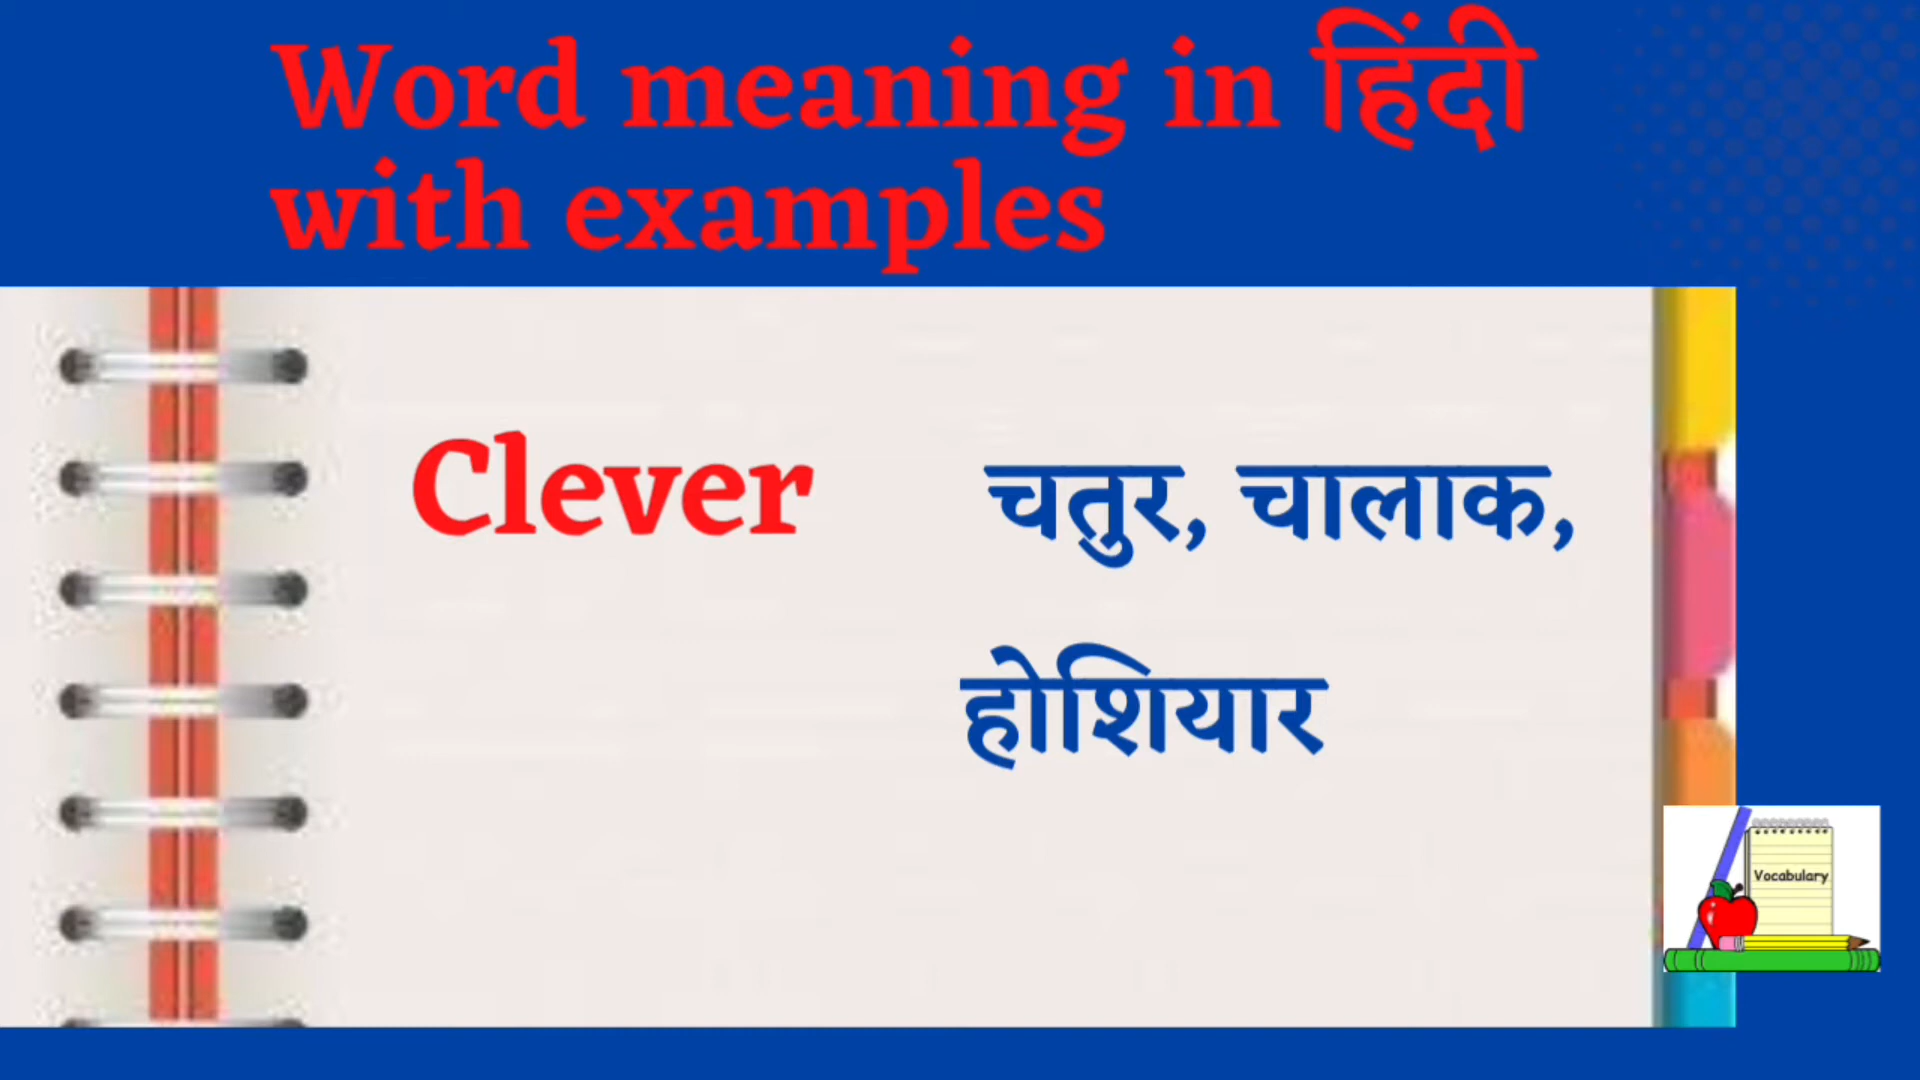 Word meaning in हिंदी
with examples
Clever चतुर, चालाक,
होशियार
Vocabulary